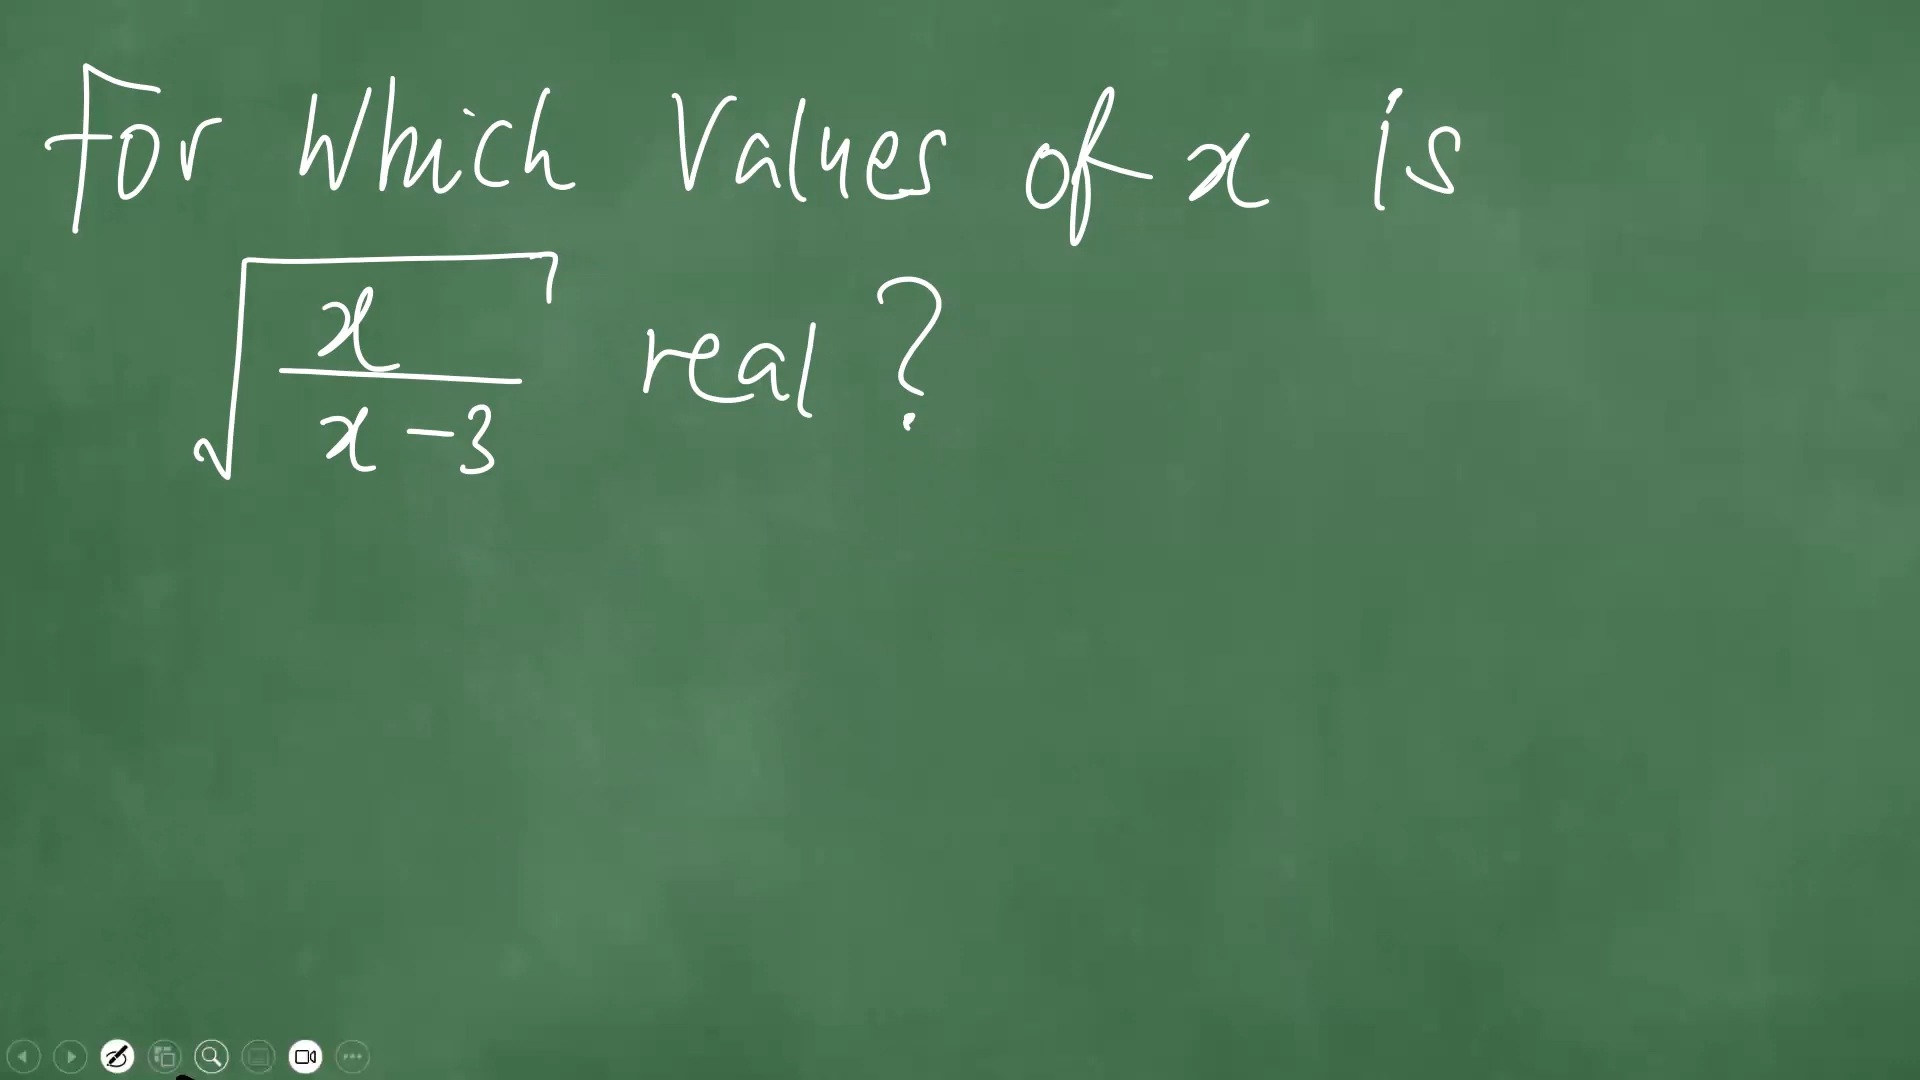 For Which Values of x is
√(x/(x-3)) real?